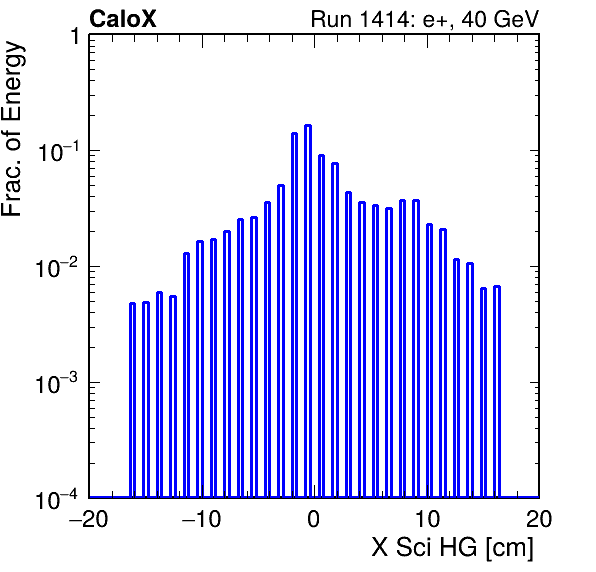 CaloX Run 1414: e+, 40 GeV
Frac. of Energy
1
10⁻¹
10⁻²
10⁻³
10⁻⁴
−20 −10 0 10 20
X Sci HG [cm]